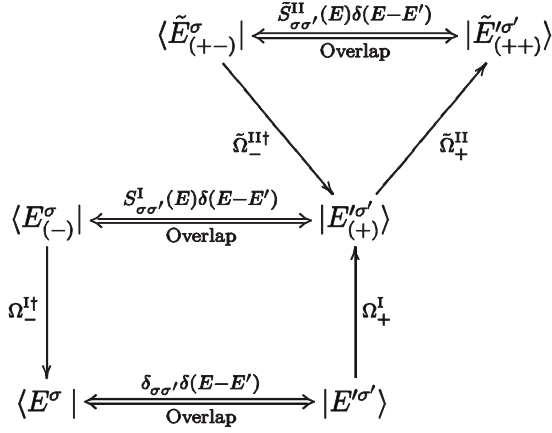 ⟨Ẽ^σ_(+−)| S̃^II_σσ′(E)δ(E−E′) |Ẽ′^σ′_(++)⟩
Overlap
Ω̃^II†_− Ω̃^II_+
⟨E^σ_(−)| S^I_σσ′(E)δ(E−E′) |E′^σ′_(+)⟩
Overlap
Ω^I†_− Ω^I_+
⟨E^σ | δ_σσ′δ(E−E′) |E′^σ′⟩
Overlap